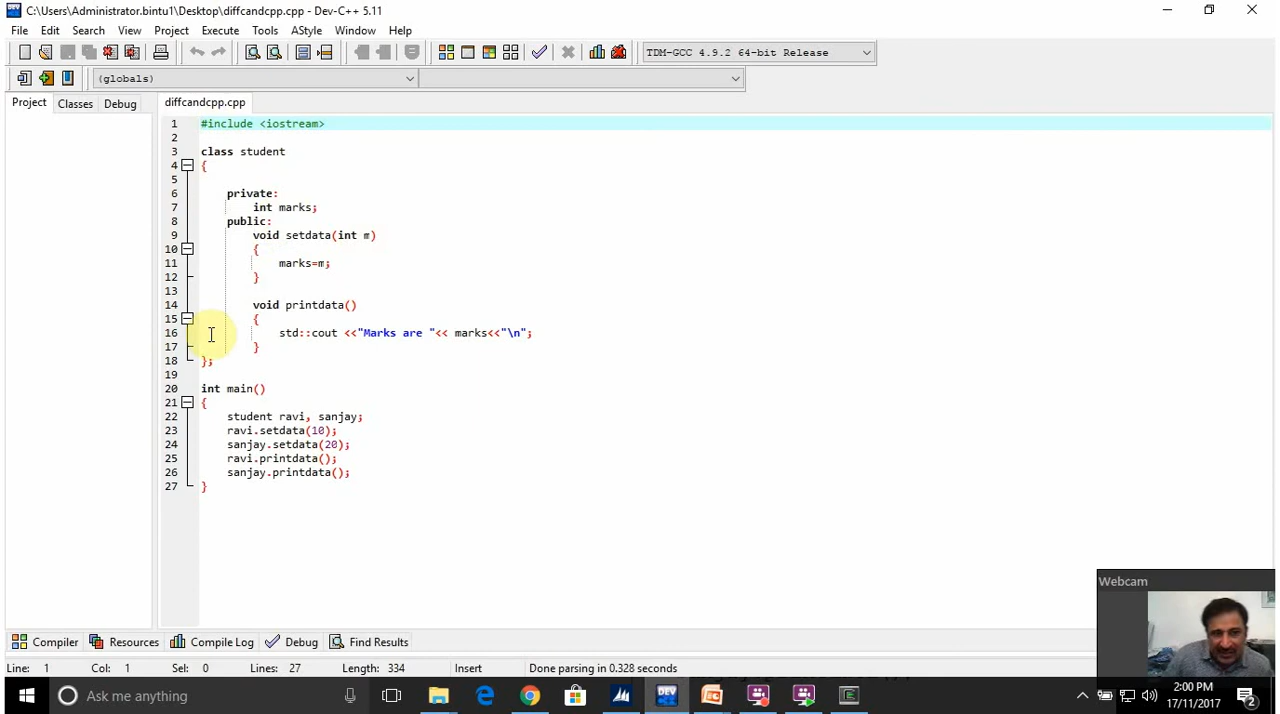 C:\Users\Administrator.bintu1\Desktop\diffcandcpp.cpp - Dev-C++ 5.11
File Edit Search View Project Execute Tools AStyle Window Help
TDM-GCC 4.9.2 64-bit Release
(globals)
Project Classes Debug diffcandcpp.cpp
1 #include <iostream>
2
3 class student
4 {
5
6 private:
7 int marks;
8 public:
9 void setdata(int m)
10 {
11 marks=m;
12 }
13
14 void printdata()
15 {
16 std::cout <<"Marks are "<< marks<<"\n";
17 }
18 };
19
20 int main()
21 {
22 student ravi, sanjay;
23 ravi.setdata(10);
24 sanjay.setdata(20);
25 ravi.printdata();
26 sanjay.printdata();
27 }
Webcam
Compiler Resources Compile Log Debug Find Results
Line: 1 Col: 1 Sel: 0 Lines: 27 Length: 334 Insert Done parsing in 0.328 seconds
Ask me anything
DEV
2:00 PM
17/11/2017
2